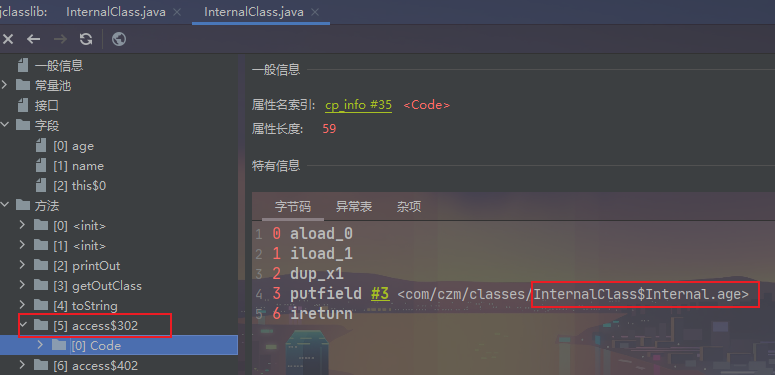 jclasslib: InternalClass.java InternalClass.java
一般信息
常量池
接口
字段
[0] age
[1] name
[2] this$0
方法
[0] <init>
[1] <init>
[2] printOut
[3] getOutClass
[4] toString
[5] access$302
[0] Code
[6] access$402
一般信息
属性名索引: cp_info #35 <Code>
属性长度: 59
特有信息
字节码 异常表 杂项
1 0 aload_0
2 1 iload_1
3 2 dup_x1
4 3 putfield #3 <com/czm/classes/InternalClass$Internal.age>
5 6 ireturn